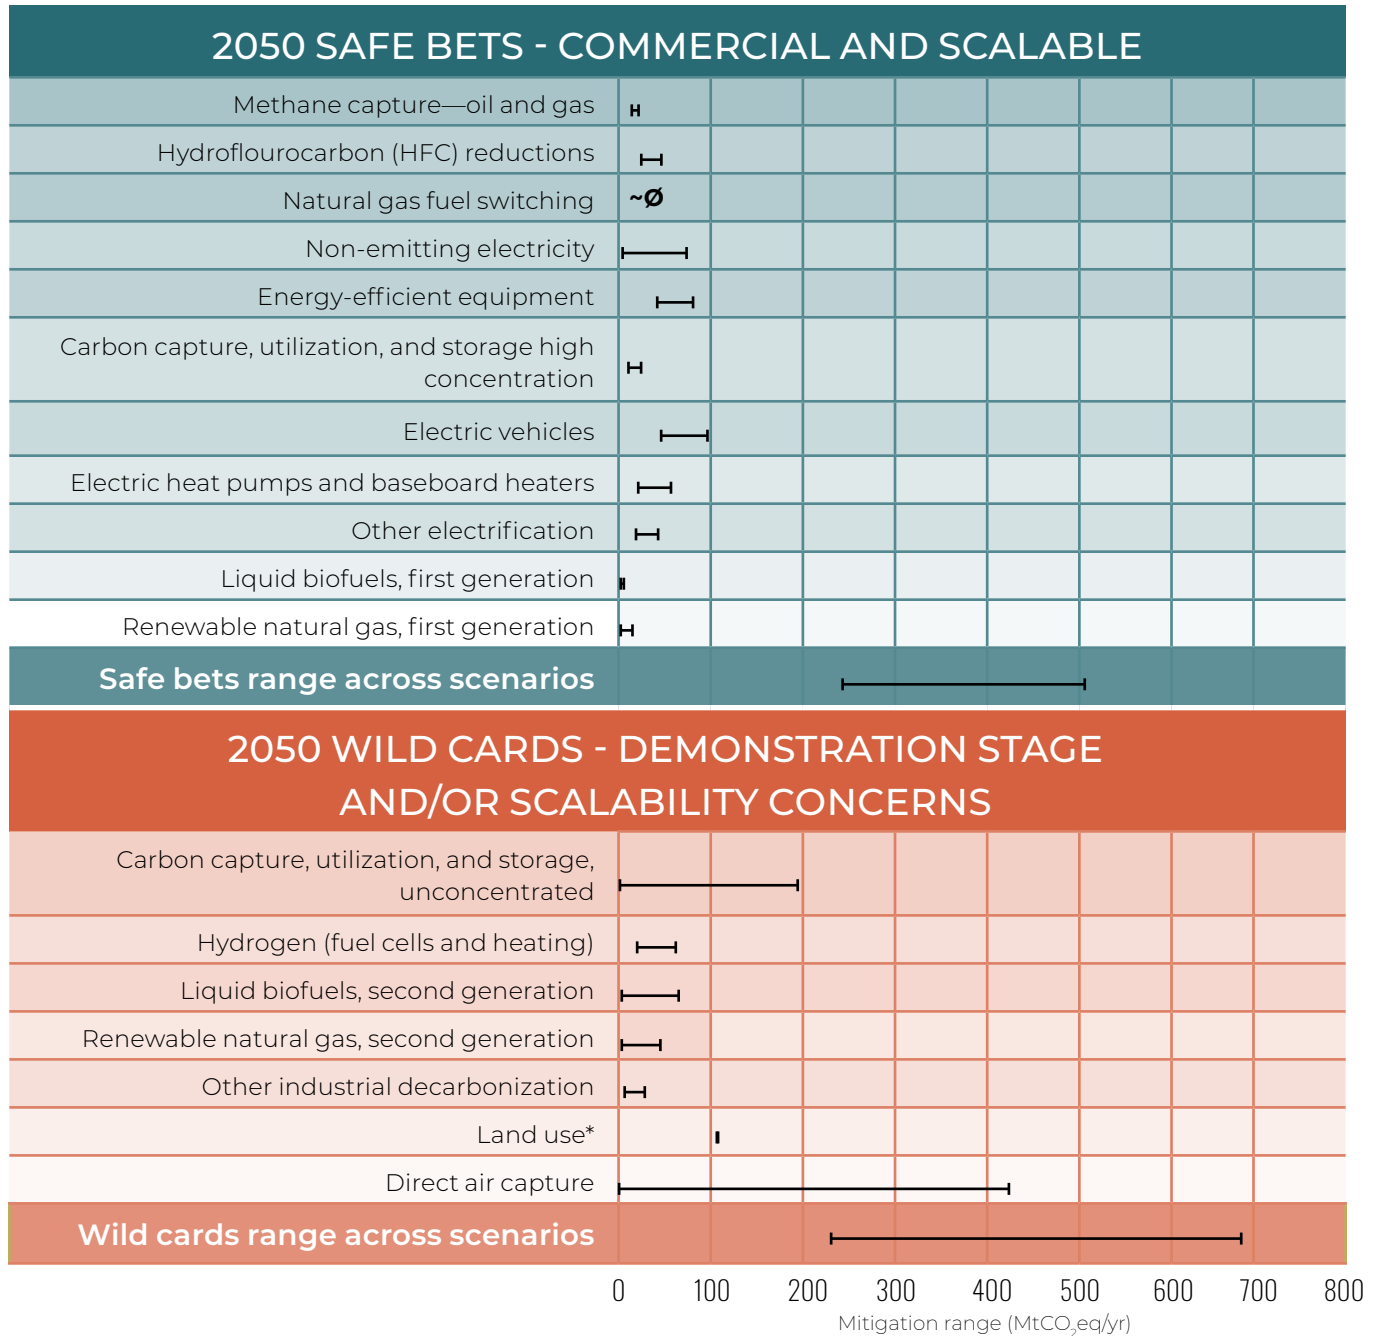 2050 SAFE BETS - COMMERCIAL AND SCALABLE
Methane capture—oil and gas
Hydroflourocarbon (HFC) reductions
Natural gas fuel switching
~Ø
Non-emitting electricity
Energy-efficient equipment
Carbon capture, utilization, and storage high
concentration
Electric vehicles
Electric heat pumps and baseboard heaters
Other electrification
Liquid biofuels, first generation
Renewable natural gas, first generation
Safe bets range across scenarios
2050 WILD CARDS - DEMONSTRATION STAGE
AND/OR SCALABILITY CONCERNS
Carbon capture, utilization, and storage,
unconcentrated
Hydrogen (fuel cells and heating)
Liquid biofuels, second generation
Renewable natural gas, second generation
Other industrial decarbonization
Land use*
Direct air capture
Wild cards range across scenarios
0 100 200 300 400 500 600 700 800
Mitigation range (MtCO₂eq/yr)